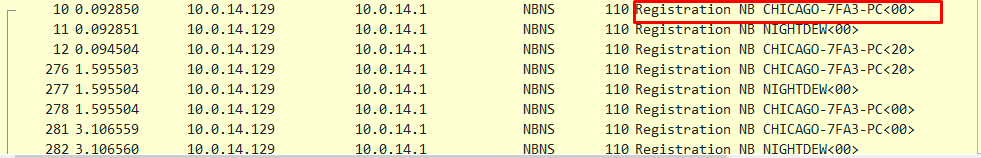 10 0.092850 10.0.14.129 10.0.14.1 NBNS 110 Registration NB CHICAGO-7FA3-PC<00>
11 0.092851 10.0.14.129 10.0.14.1 NBNS 110 Registration NB NIGHTDEW<00>
12 0.094504 10.0.14.129 10.0.14.1 NBNS 110 Registration NB CHICAGO-7FA3-PC<20>
276 1.595503 10.0.14.129 10.0.14.1 NBNS 110 Registration NB CHICAGO-7FA3-PC<20>
277 1.595504 10.0.14.129 10.0.14.1 NBNS 110 Registration NB NIGHTDEW<00>
278 1.595504 10.0.14.129 10.0.14.1 NBNS 110 Registration NB CHICAGO-7FA3-PC<00>
281 3.106559 10.0.14.129 10.0.14.1 NBNS 110 Registration NB CHICAGO-7FA3-PC<00>
282 3.106560 10.0.14.129 10.0.14.1 NBNS 110 Registration NB NIGHTDEW<00>